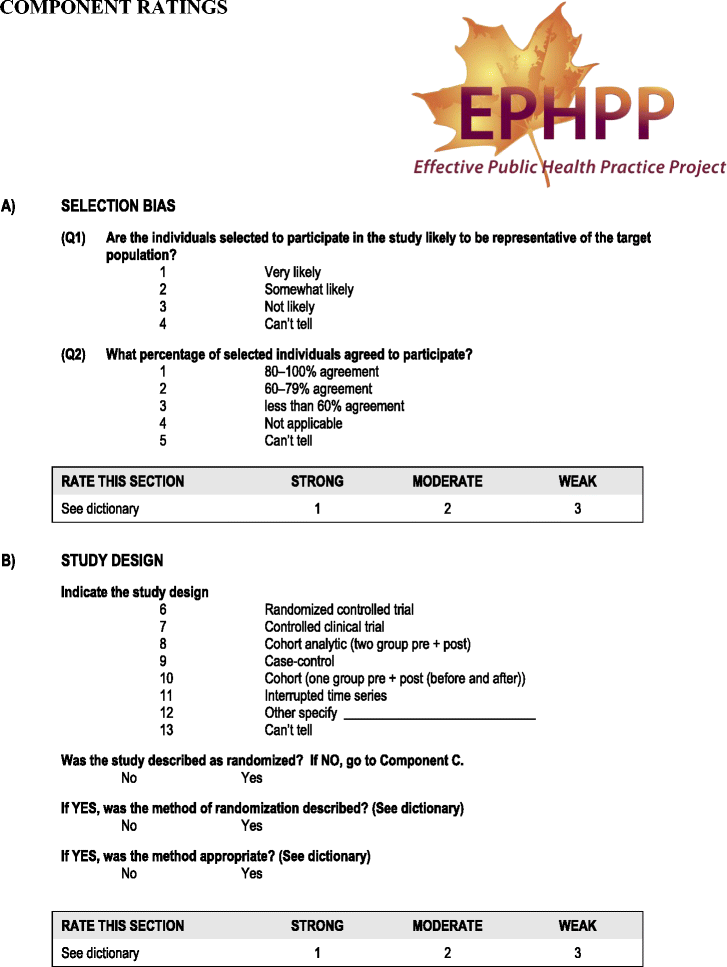 COMPONENT RATINGS
EPHPP
Effective Public Health Practice Project
A) SELECTION BIAS
(Q1) Are the individuals selected to participate in the study likely to be representative of the target
population?
1 Very likely
2 Somewhat likely
3 Not likely
4 Can't tell
(Q2) What percentage of selected individuals agreed to participate?
1 80–100% agreement
2 60–79% agreement
3 less than 60% agreement
4 Not applicable
5 Can't tell
RATE THIS SECTION STRONG MODERATE WEAK
See dictionary 1 2 3
B) STUDY DESIGN
Indicate the study design
6 Randomized controlled trial
7 Controlled clinical trial
8 Cohort analytic (two group pre + post)
9 Case-control
10 Cohort (one group pre + post (before and after))
11 Interrupted time series
12 Other specify ____________________________
13 Can't tell
Was the study described as randomized? If NO, go to Component C.
No Yes
If YES, was the method of randomization described? (See dictionary)
No Yes
If YES, was the method appropriate? (See dictionary)
No Yes
RATE THIS SECTION STRONG MODERATE WEAK
See dictionary 1 2 3